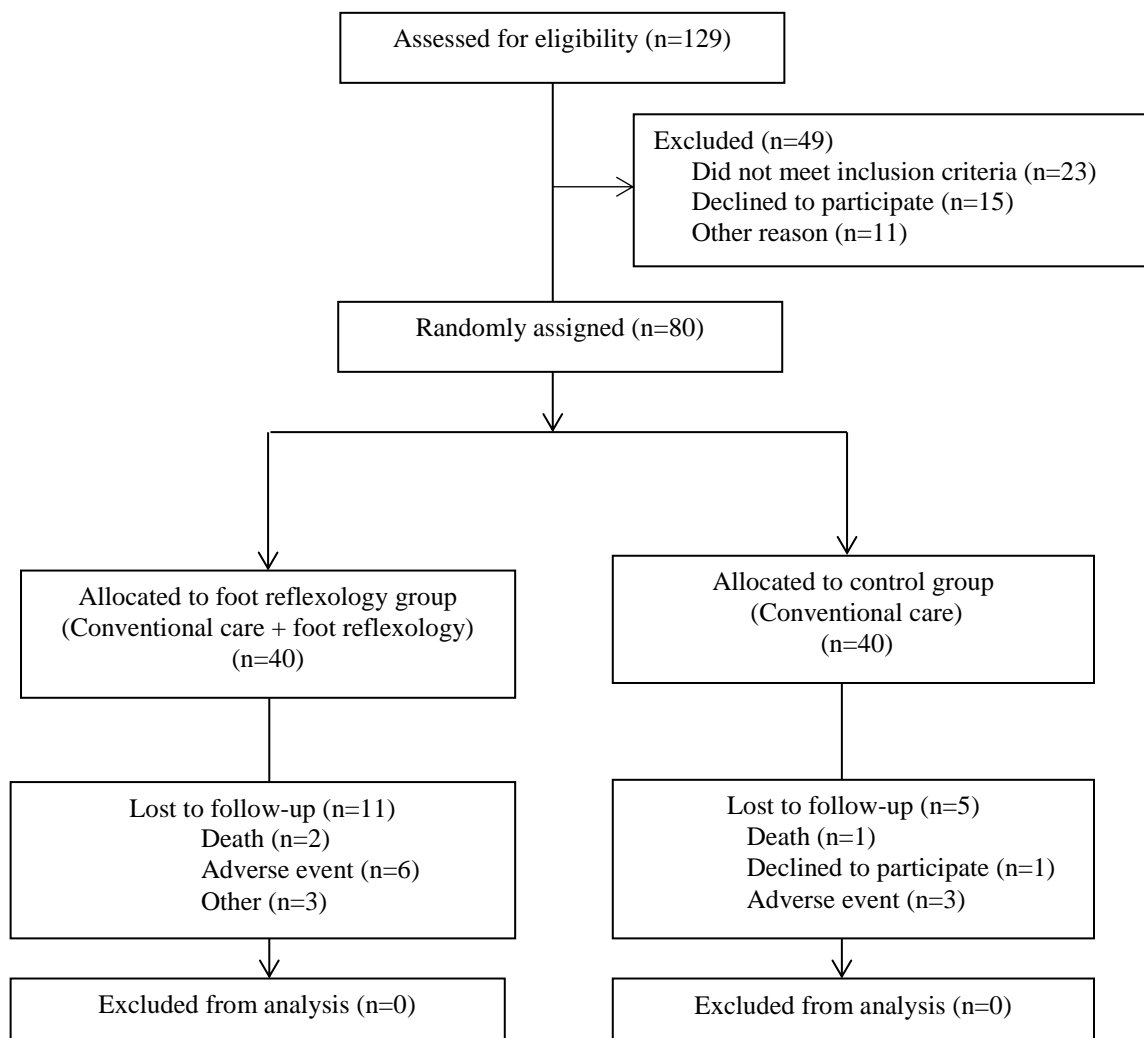 Assessed for eligibility (n=129)
Excluded (n=49)
Did not meet inclusion criteria (n=23)
Declined to participate (n=15)
Other reason (n=11)
Randomly assigned (n=80)
Allocated to foot reflexology group
(Conventional care + foot reflexology)
(n=40)
Allocated to control group
(Conventional care)
(n=40)
Lost to follow-up (n=11)
Death (n=2)
Adverse event (n=6)
Other (n=3)
Lost to follow-up (n=5)
Death (n=1)
Declined to participate (n=1)
Adverse event (n=3)
Excluded from analysis (n=0)
Excluded from analysis (n=0)